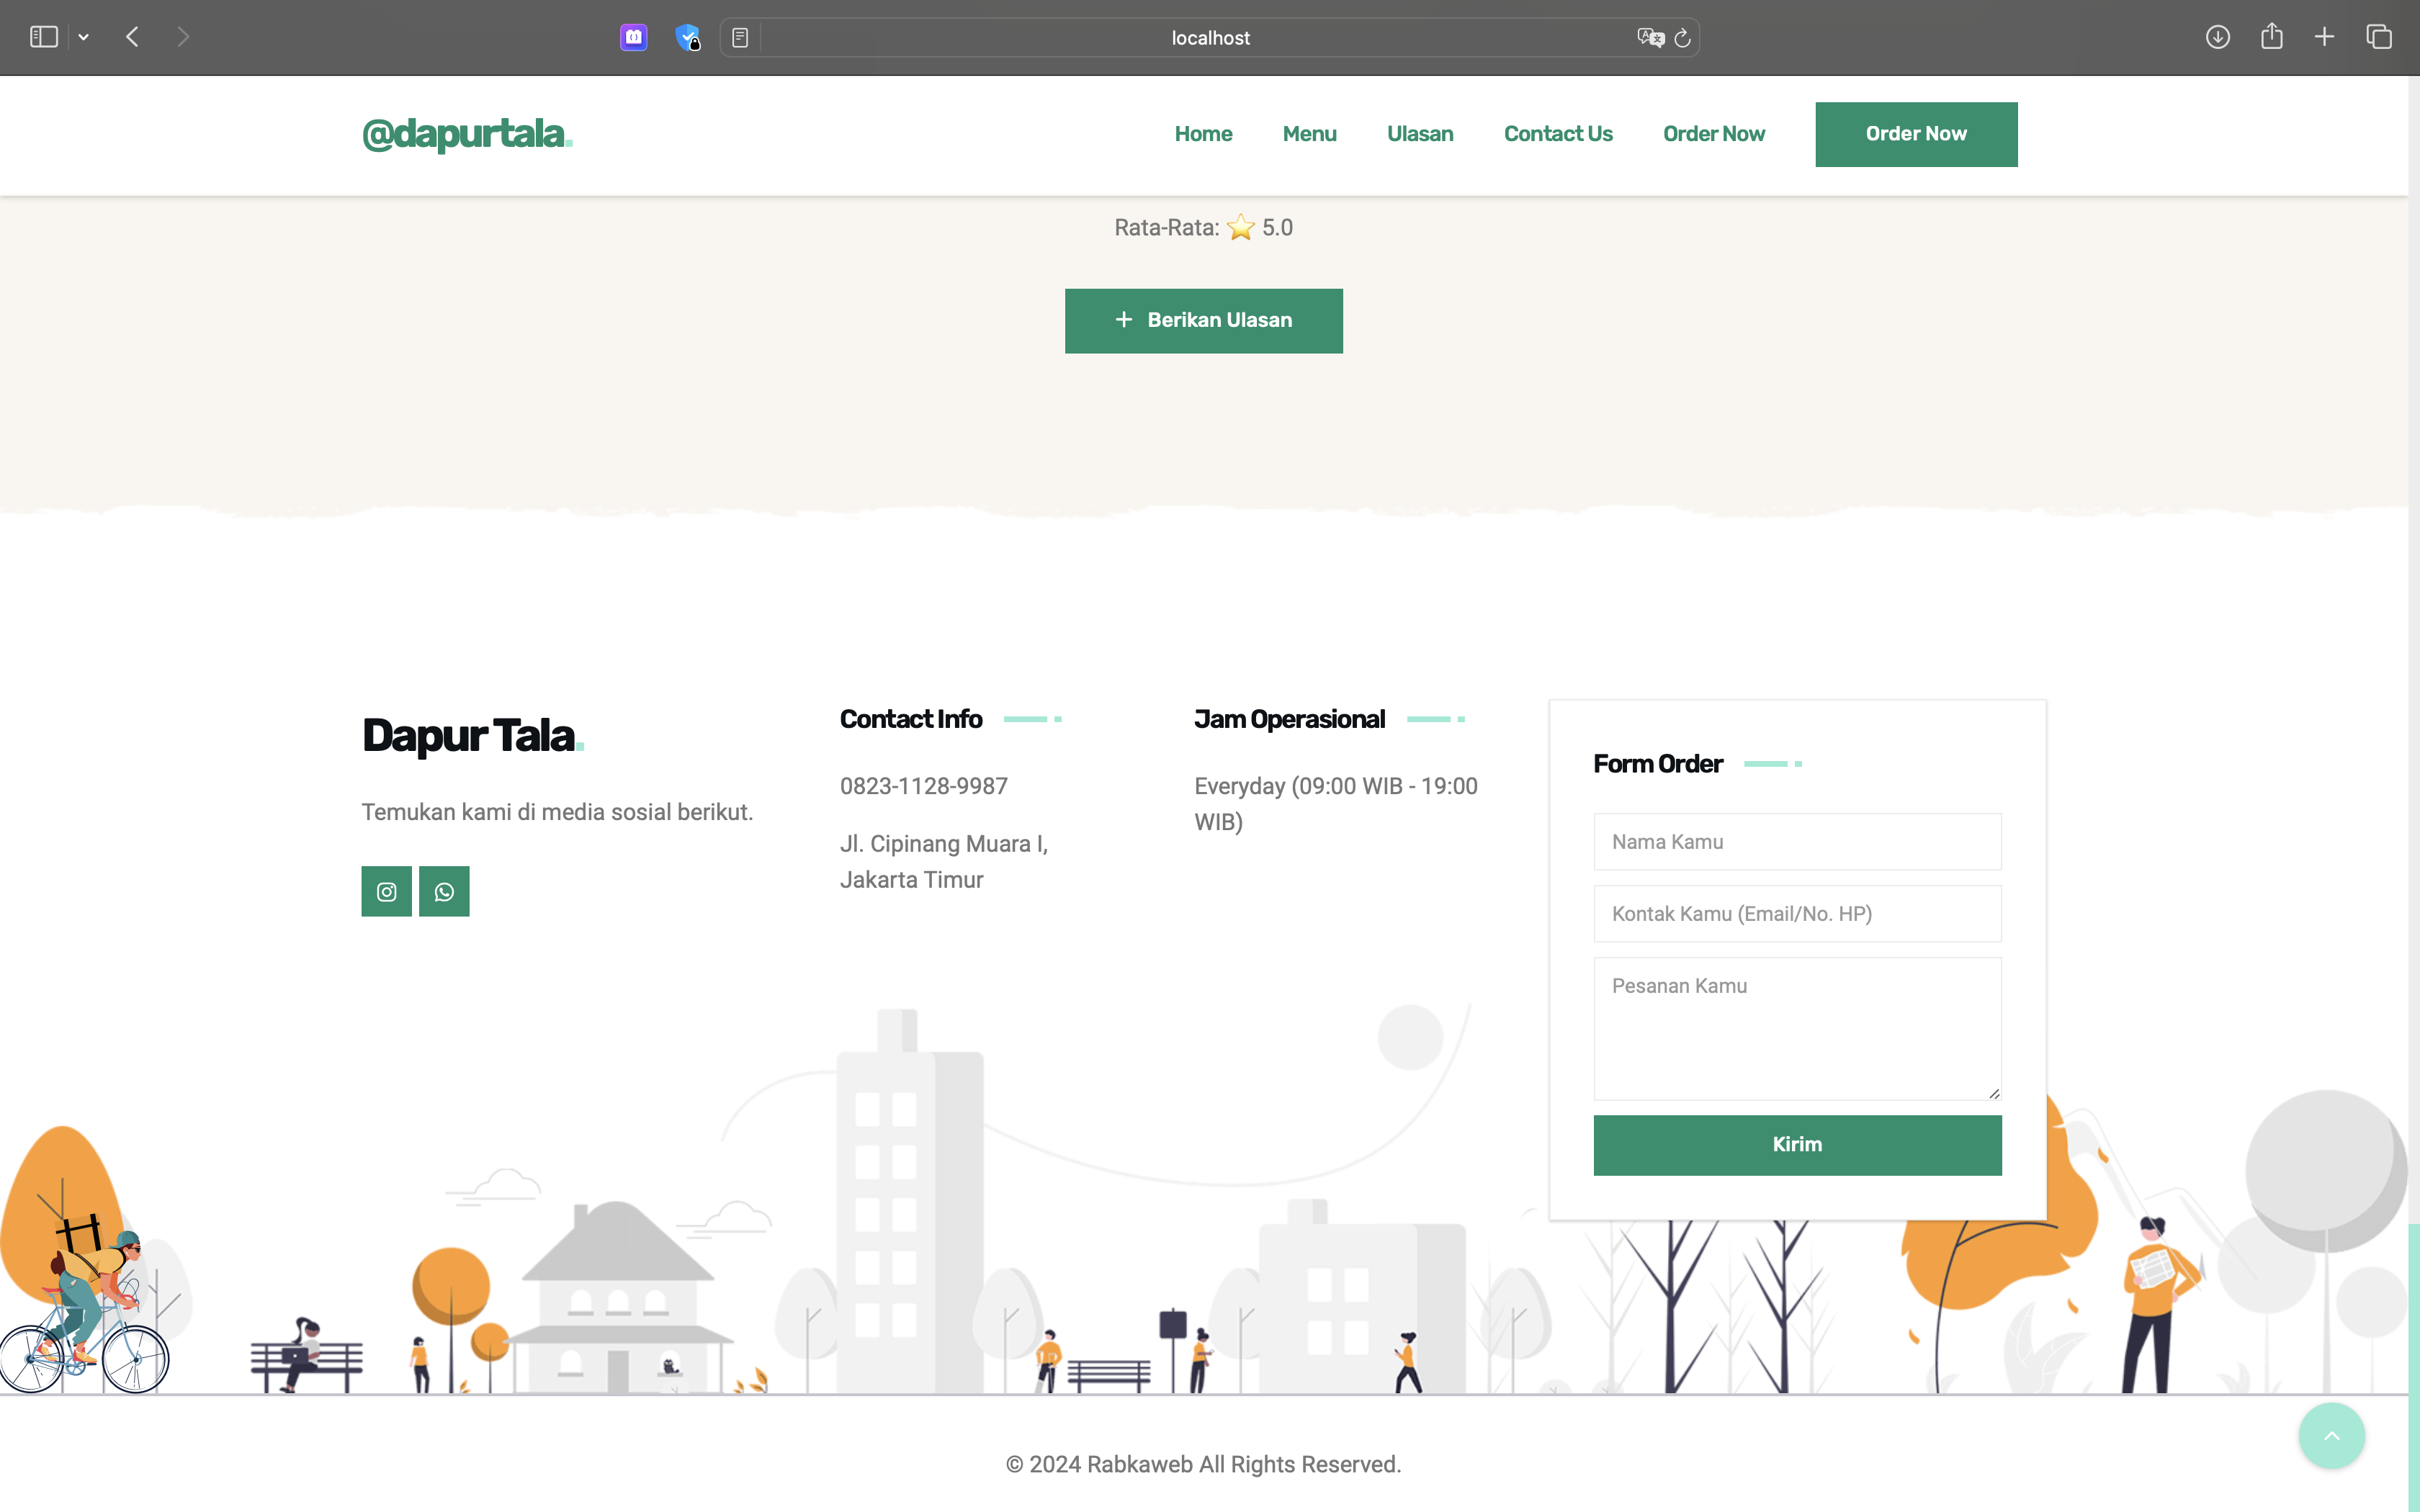 localhost
@dapurtala.
Home Menu Ulasan Contact Us Order Now Order Now
Rata-Rata: ⭐ 5.0
+ Berikan Ulasan
Dapur Tala.
Temukan kami di media sosial berikut.
Contact Info
0823-1128-9987
Jl. Cipinang Muara I,
Jakarta Timur
Jam Operasional
Everyday (09:00 WIB - 19:00
WIB)
Form Order
Nama Kamu
Kontak Kamu (Email/No. HP)
Pesanan Kamu
Kirim
© 2024 Rabkaweb All Rights Reserved.